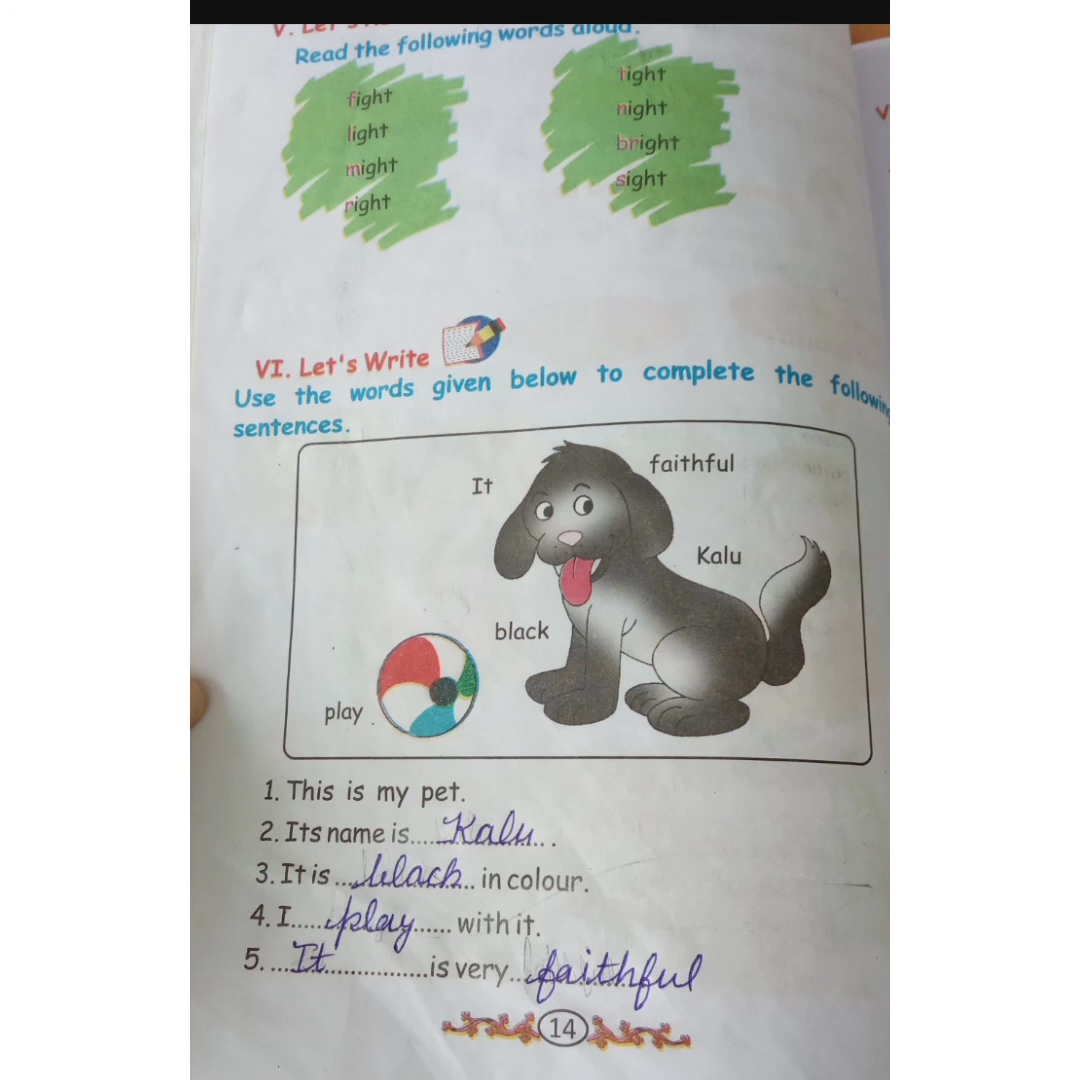 V. Let's
Read the following words aloud.
fight
light
might
right
tight
night
bright
sight
VI. Let's Write
Use the words given below to complete the following
sentences.
It
faithful
Kalu
black
play
1. This is my pet.
2. Its name is......Kalu....
3. It is ...black... in colour.
4. I.....play...... with it.
5. ...It...............is very...faithful
14